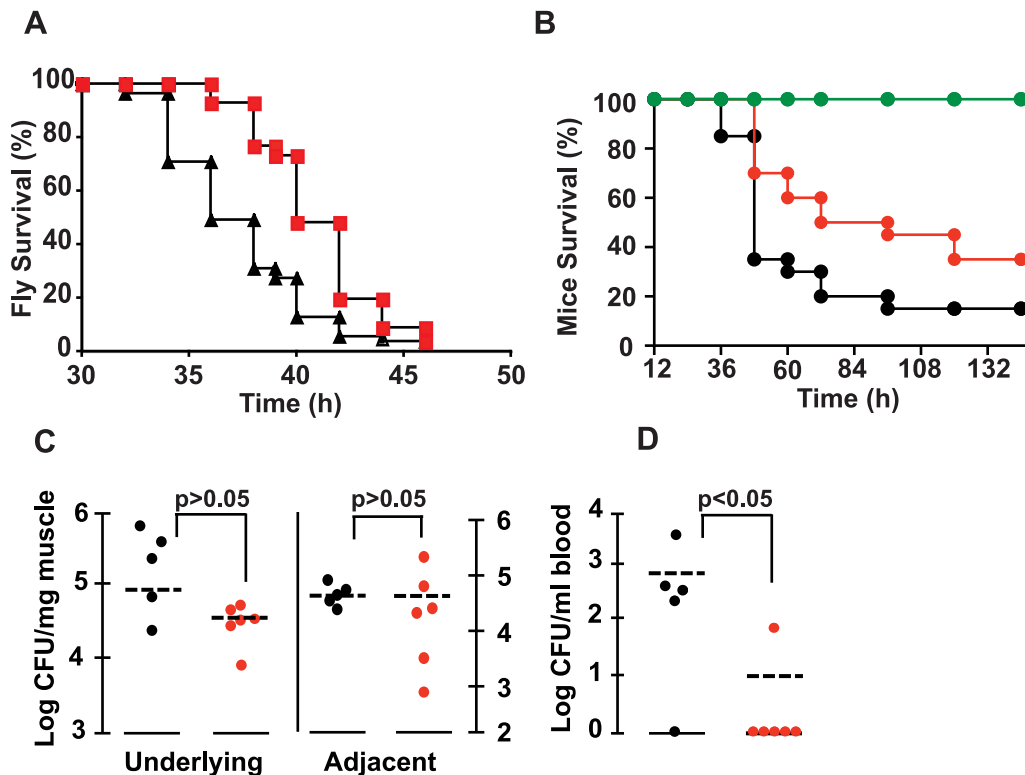 A
Fly Survival (%)
100
80
60
40
20
0
30 35 40 45 50
Time (h)
B
Mice Survival (%)
100
80
60
40
20
0
12 36 60 84 108 132
Time (h)
C
Log CFU/mg muscle
6
5
4
3
p>0.05
Underlying
p>0.05
Adjacent
6
5
4
3
2
D
Log CFU/ml blood
4
3
2
1
0
p<0.05